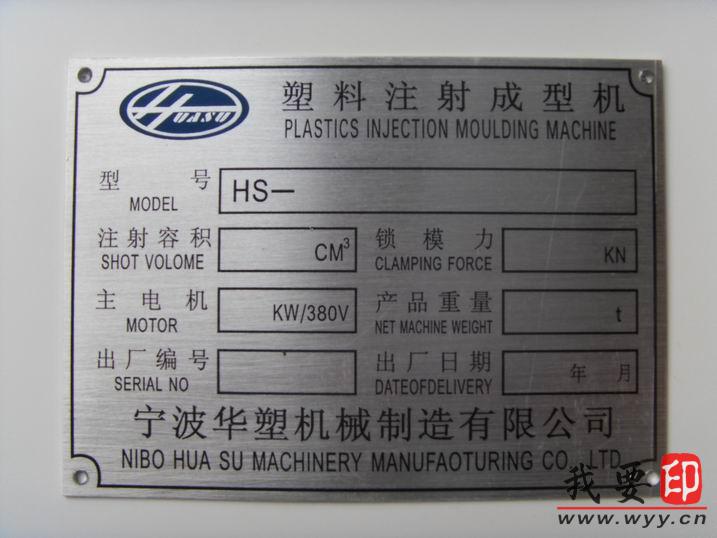 HUASU
塑料注射成型机
PLASTICS INJECTION MOULDING MACHINE
型号 HS—
MODEL
注射容积 CM³ 锁模力 KN
SHOT VOLOME CLAMPING FORCE
主电机 KW/380V 产品重量 t
MOTOR NET MACHINE WEIGHT
出厂编号 出厂日期 年 月
SERIAL NO DATEOFDELIVERY
宁波华塑机械制造有限公司
NIBO HUA SU MACHINERY MANUFAOTURING CO., LTD
我要印
www.wyy.cn